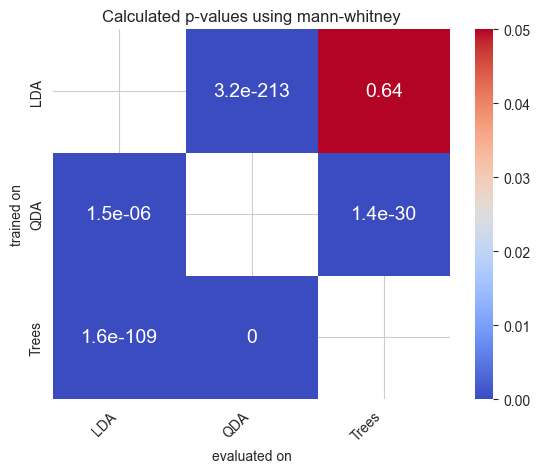 Calculated p-values using mann-whitney
LDA
3.2e-213
0.64
QDA
1.5e-06
1.4e-30
Trees
1.6e-109
0
trained on
LDA
QDA
Trees
evaluated on
0.05
0.04
0.03
0.02
0.01
0.00